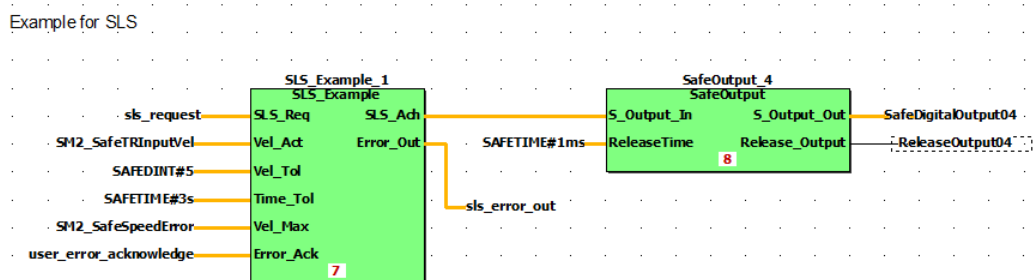 Example for SLS
SLS_Example_1
SafeOutput_4
SLS_Example
SafeOutput
sls_request
SLS_Req
SLS_Ach
S_Output_In
S_Output_Out
SafeDigitalOutput04
SM2_SafeTRInputVel
Vel_Act
Error_Out
SAFETIME#1ms
ReleaseTime
Release_Output
ReleaseOutput04
8
SAFEDINT#5
Vel_Tol
SAFETIME#3s
Time_Tol
sls_error_out
SM2_SafeSpeedError
Vel_Max
user_error_acknowledge
Error_Ack
7